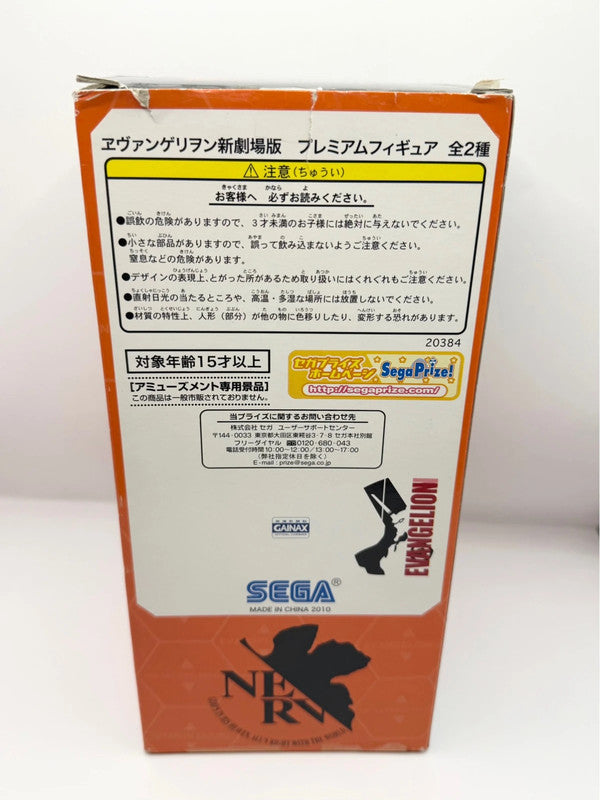 ヱヴァンゲリヲン新劇場版 プレミアムフィギュア 全2種
⚠ 注意(ちゅうい)
お客様へ 必ずお読みください。
●誤飲の危険がありますので、3才未満のお子様には絶対に与えないでください。
●小さな部品がありますので、誤って飲み込まないようご注意ください。
窒息などの危険があります。
●デザインの表現上、とがった所があるため取り扱いにはくれぐれもご注意ください。
●直射日光の当たるところや、高温・多湿な場所には放置しないでください。
●材質の特性上、人形(部分)が他の物に色移りしたり、変形する恐れがあります。
20384
対象年齢15才以上
[アミューズメント専用景品]
この商品は一般市販されておりません。
セガプライズ
ホームページ
SegaPrize!
http://segaprize.com/
当プライズに関するお問い合わせ先
株式会社 セガ ユーザーサポートセンター
〒144-0033 東京都大田区東糀谷3-7-8 セガ本社別館
フリーダイヤル 0120-680-043
電話受付時間 10:00~12:00/13:00~17:00
(弊社指定休日を除く)
E-mail:prize@sega.co.jp
GAINAX
EVANGELION
SEGA®
MADE IN CHINA 2010
NERV
GOD'S IN HIS HEAVEN. ALL'S RIGHT WITH THE WORLD.